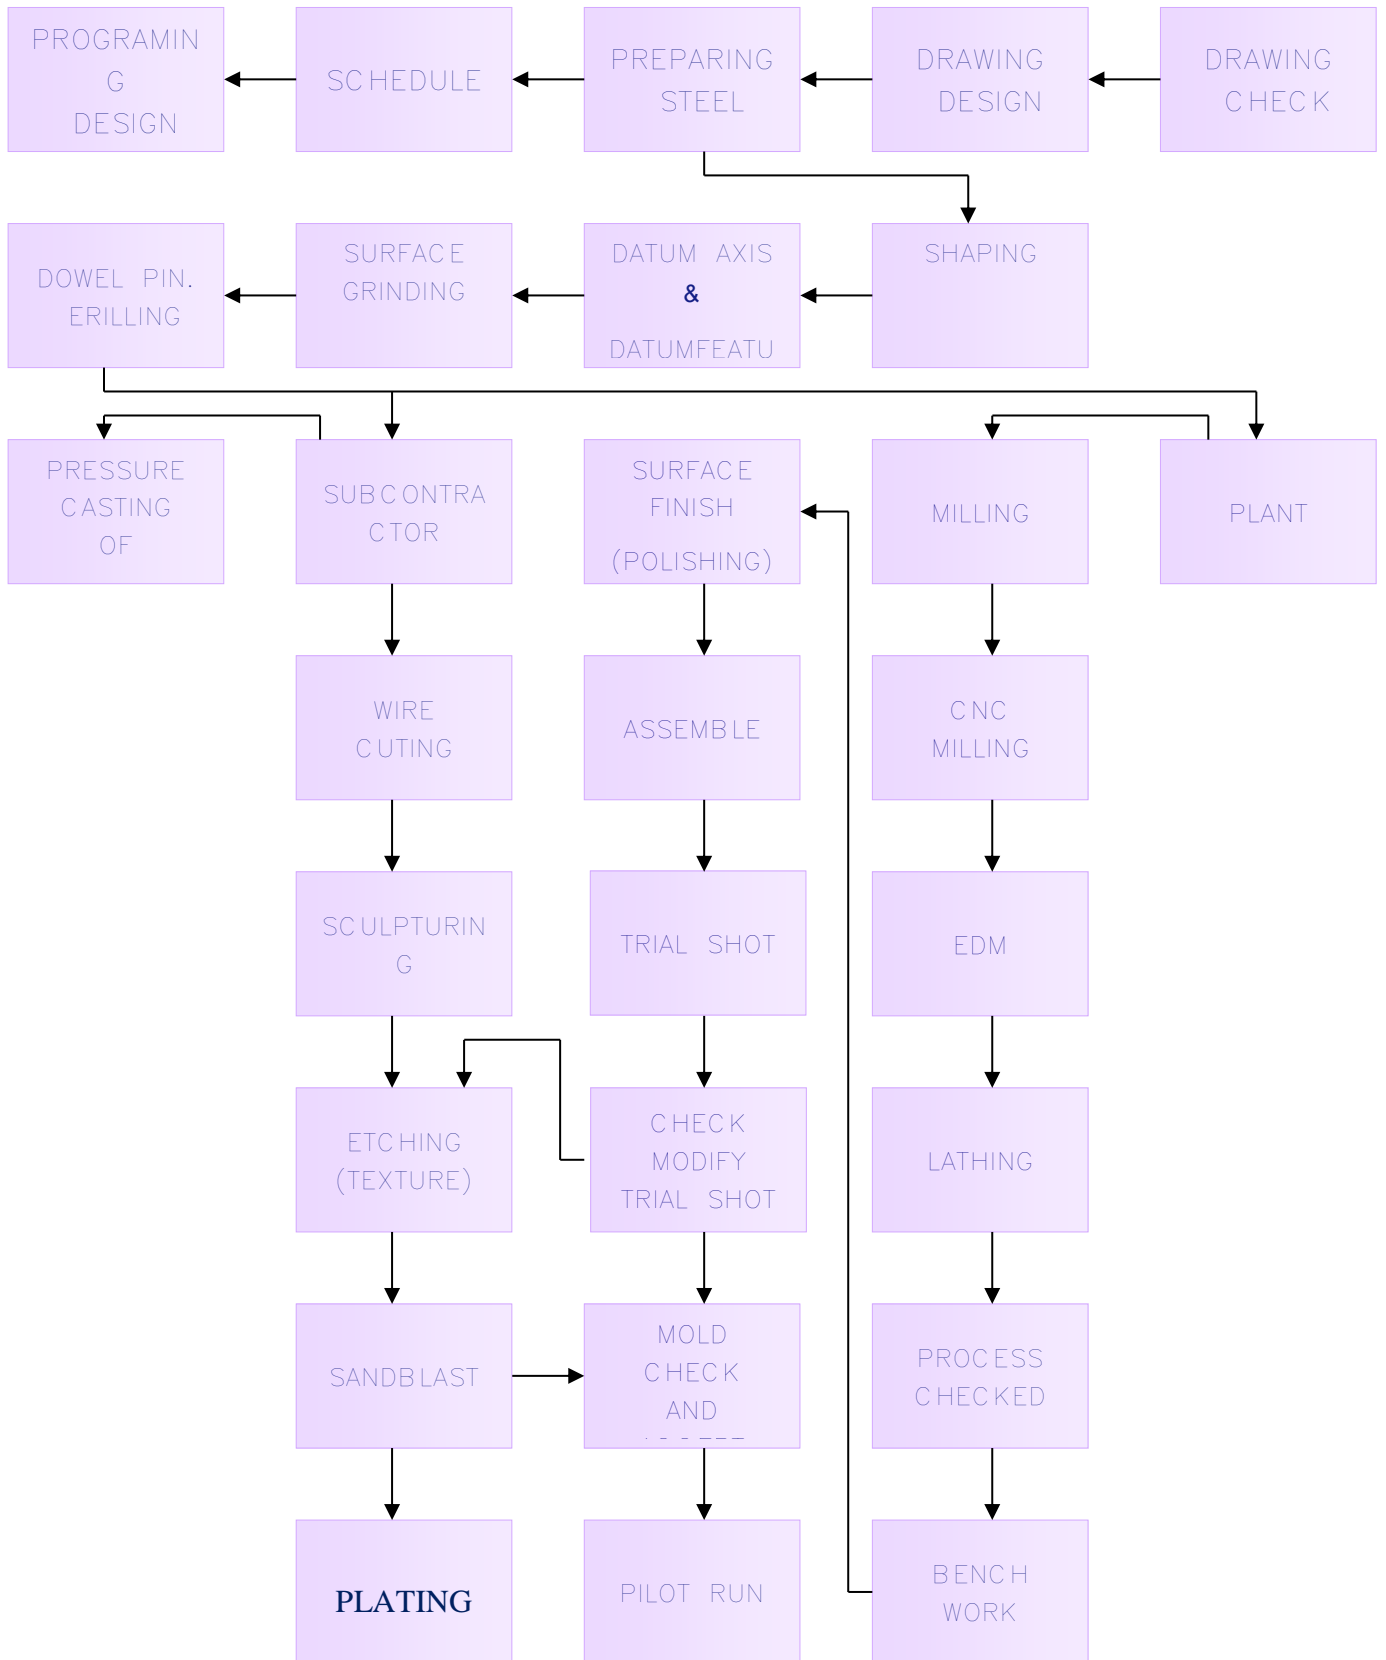 PROGRAMIN
G
DESIGN
SCHEDULE
PREPARING
STEEL
DRAWING
DESIGN
DRAWING
CHECK
DOWEL PIN.
ERILLING
SURFACE
GRINDING
DATUM AXIS
&
DATUMFEATU
SHAPING
PRESSURE
CASTING
OF
SUBCONTRA
CTOR
SURFACE
FINISH
(POLISHING)
MILLING
PLANT
WIRE
CUTING
ASSEMBLE
CNC
MILLING
SCULPTURIN
G
TRIAL SHOT
EDM
ETCHING
(TEXTURE)
CHECK
MODIFY
TRIAL SHOT
LATHING
SANDBLAST
MOLD
CHECK
AND
PROCESS
CHECKED
PLATING
PILOT RUN
BENCH
WORK